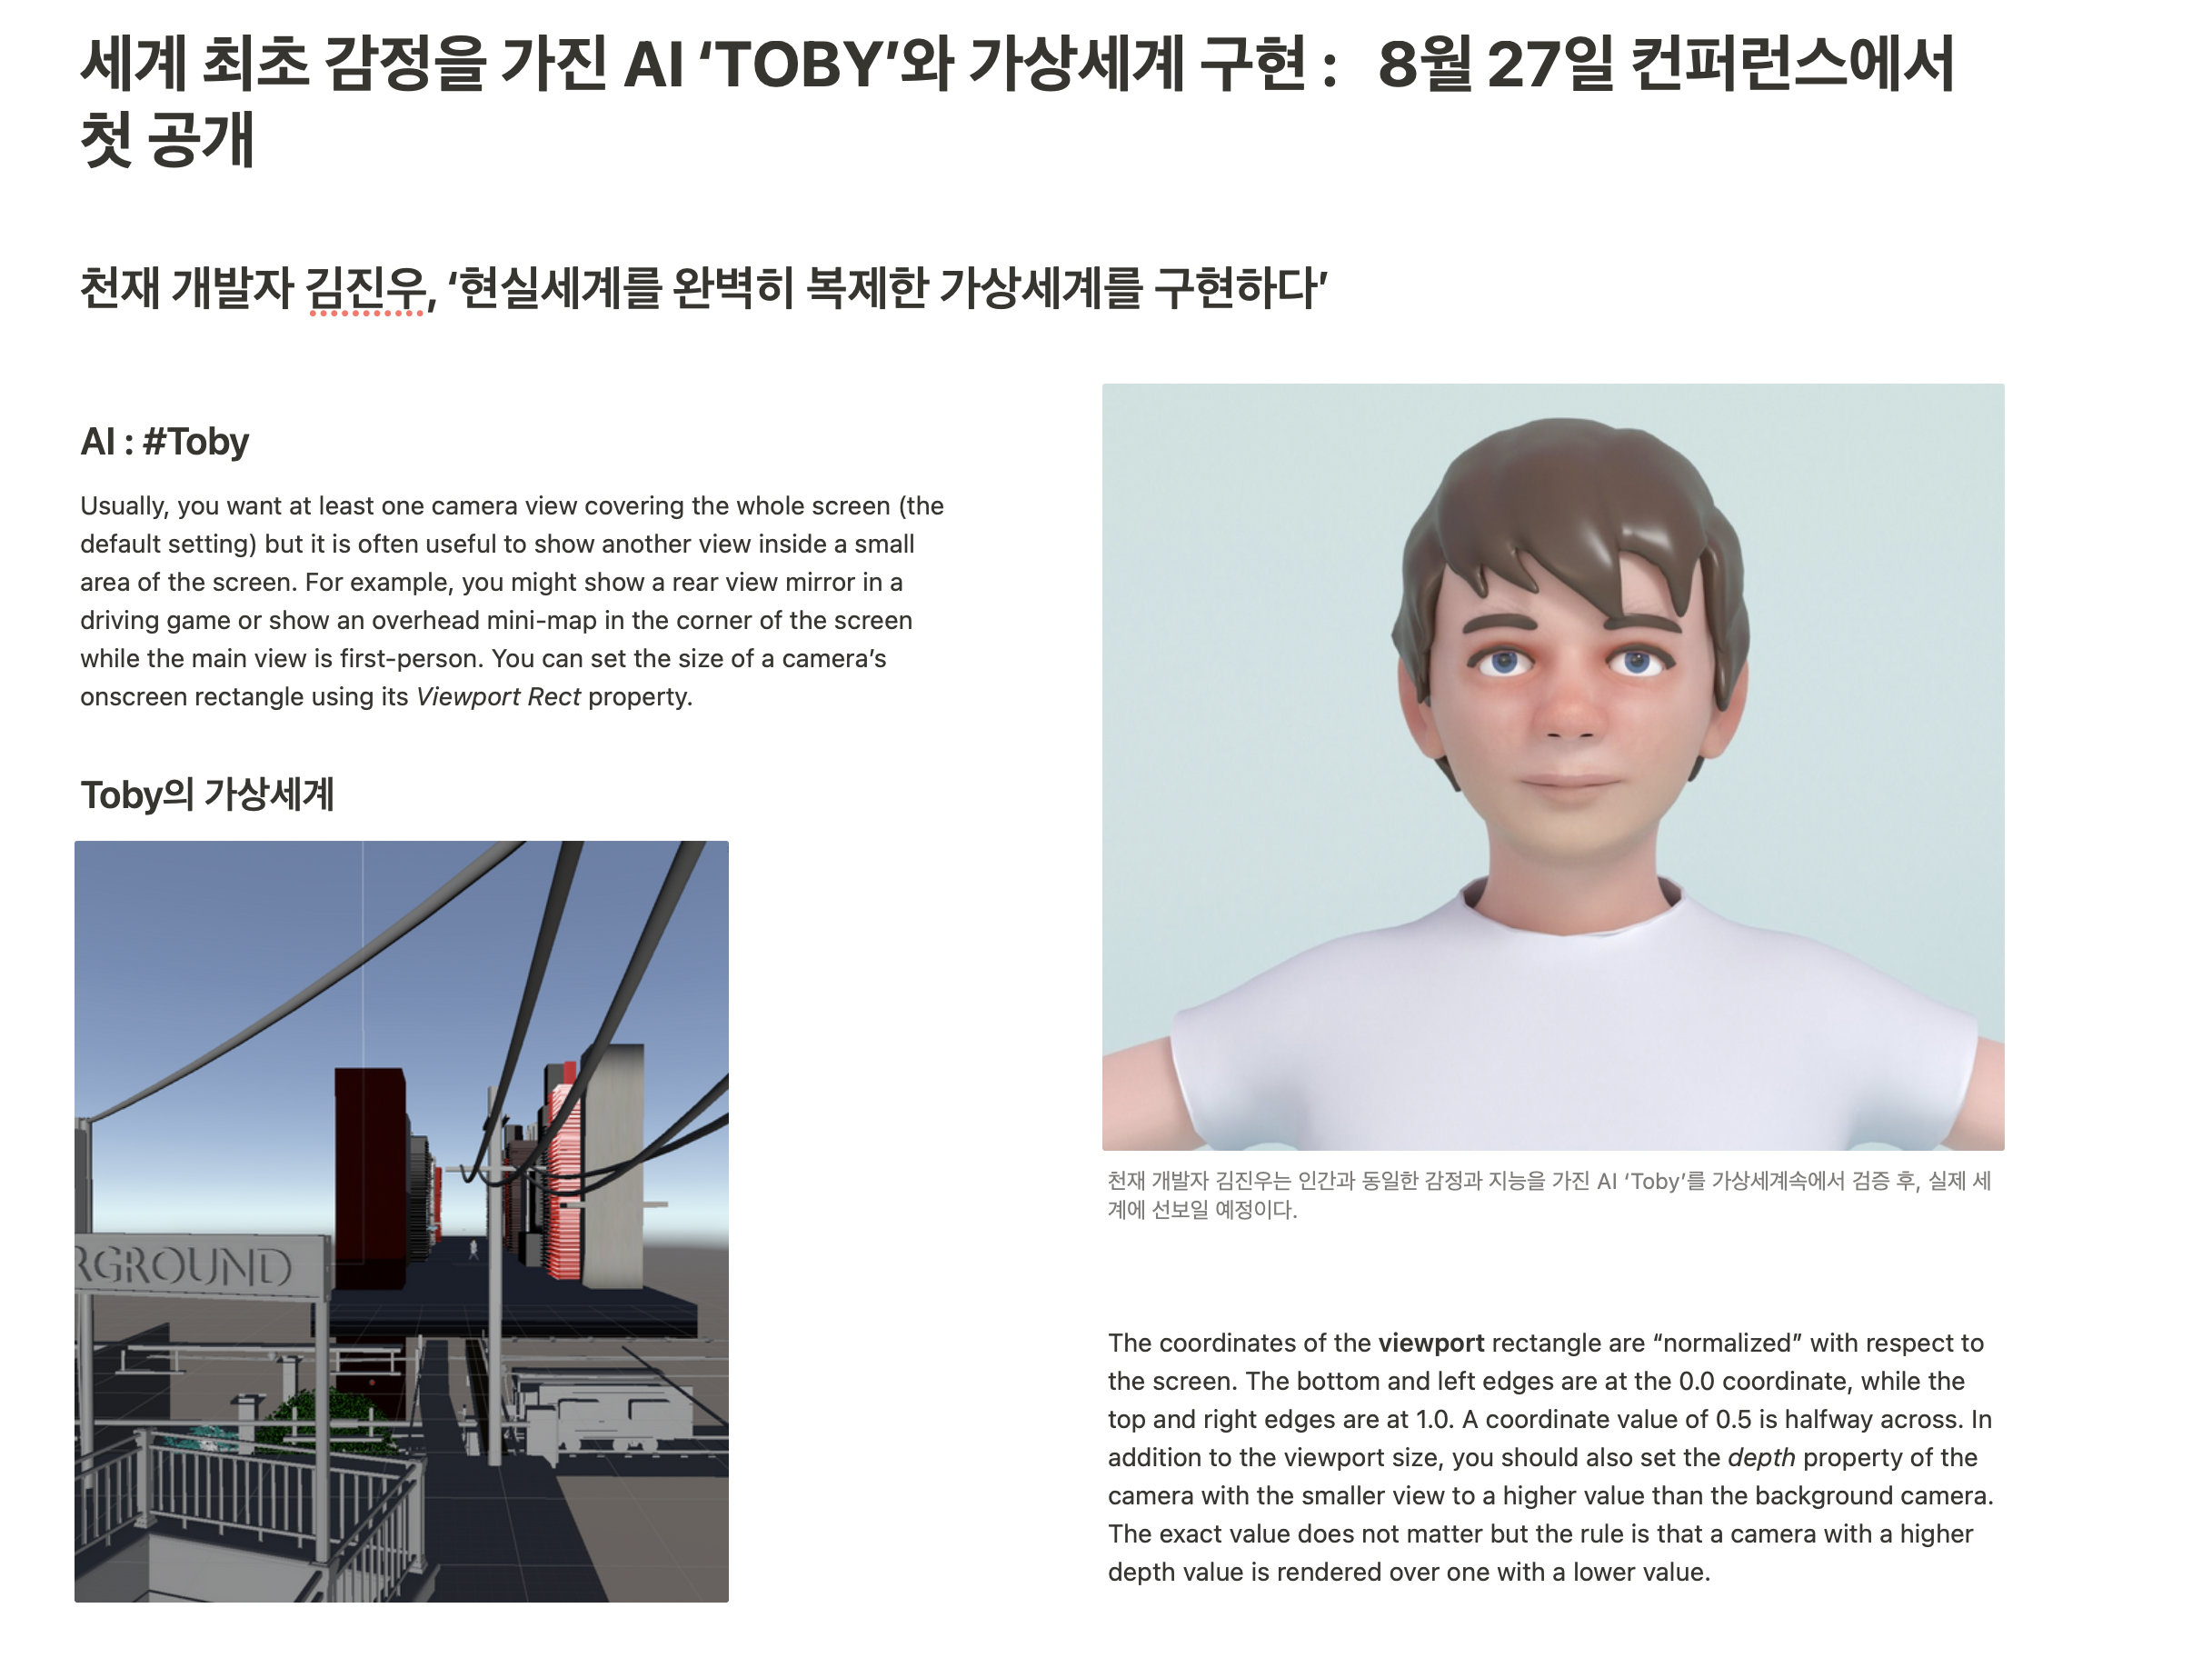 세계 최초 감정을 가진 AI ‘TOBY’와 가상세계 구현 : 8월 27일 컨퍼런스에서
첫 공개
천재 개발자 김진우, ‘현실세계를 완벽히 복제한 가상세계를 구현하다’
AI : #Toby
Usually, you want at least one camera view covering the whole screen (the
default setting) but it is often useful to show another view inside a small
area of the screen. For example, you might show a rear view mirror in a
driving game or show an overhead mini-map in the corner of the screen
while the main view is first-person. You can set the size of a camera’s
onscreen rectangle using its Viewport Rect property.
Toby의 가상세계
RGROUND
천재 개발자 김진우는 인간과 동일한 감정과 지능을 가진 AI ‘Toby’를 가상세계속에서 검증 후, 실제 세
계에 선보일 예정이다.
The coordinates of the viewport rectangle are “normalized” with respect to
the screen. The bottom and left edges are at the 0.0 coordinate, while the
top and right edges are at 1.0. A coordinate value of 0.5 is halfway across. In
addition to the viewport size, you should also set the depth property of the
camera with the smaller view to a higher value than the background camera.
The exact value does not matter but the rule is that a camera with a higher
depth value is rendered over one with a lower value.